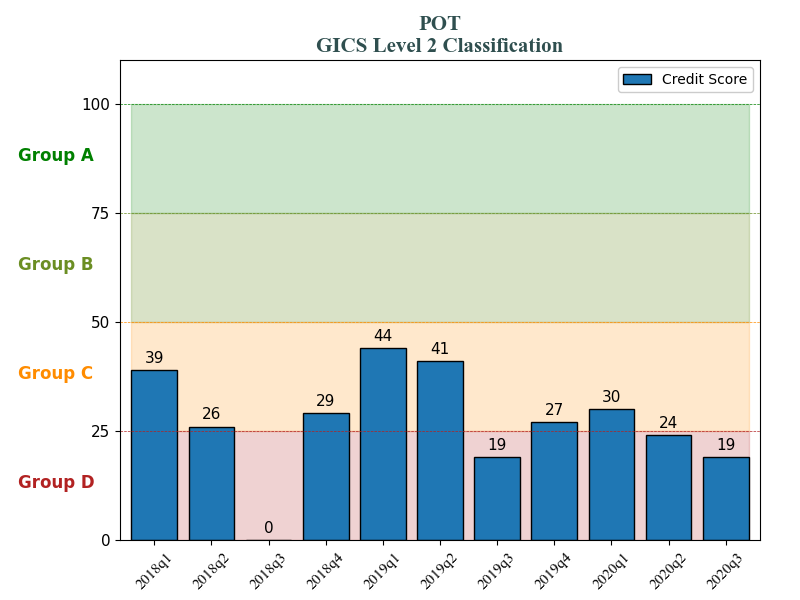 POT
GICS Level 2 Classification
Credit Score
100
Group A
75
Group B
50
44
41
39
Group C
30
29
27
26
25
24
19
19
Group D
0
0
2018q1
2018q2
2018q3
2018q4
2019q1
2019q2
2019q3
2019q4
2020q1
2020q2
2020q3